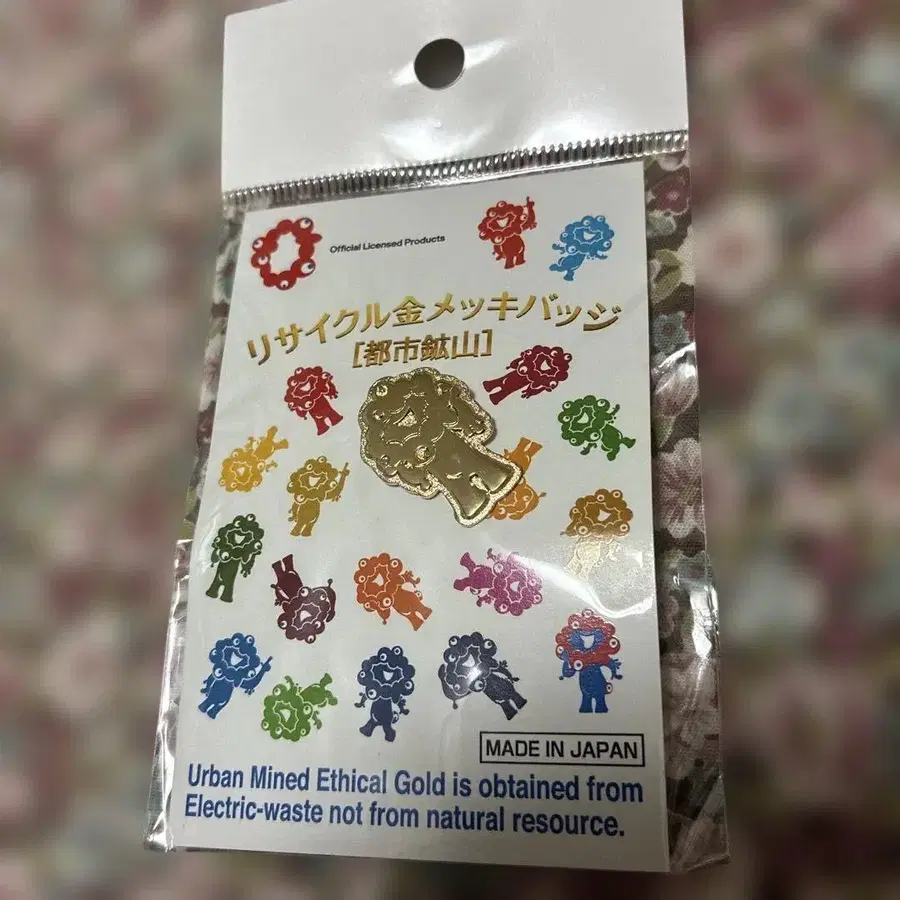 Official Licensed Products
リサイクル金メッキバッジ
[都市鉱山]
MADE IN JAPAN
Urban Mined Ethical Gold is obtained from
Electric-waste not from natural resource.